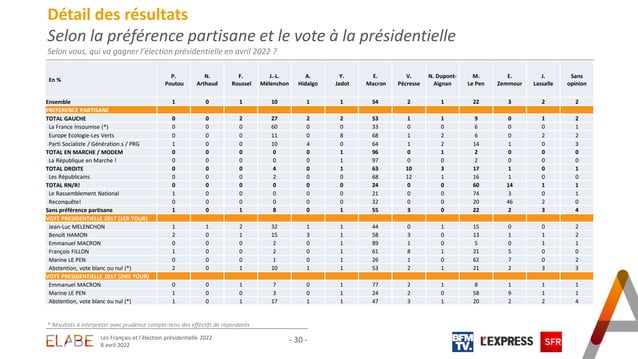 Détail des résultats
Selon la préférence partisane et le vote à la présidentielle
Selon vous, qui va gagner l'élection présidentielle en avril 2022 ?
En % P. Poutou N. Arthaud F. Roussel J.-L. Mélenchon A. Hidalgo Y. Jadot E. Macron V. Pécresse N. Dupont-Aignan M. Le Pen E. Zemmour J. Lassalle Sans opinion
Ensemble 1 0 1 10 1 1 54 2 1 22 3 2 2
PREFERENCE PARTISANE
TOTAL GAUCHE 0 0 2 27 2 2 53 1 1 9 0 1 2
La France Insoumise (*) 0 0 0 60 0 0 33 0 0 6 0 0 1
Europe Ecologie-Les Verts 0 0 0 11 0 8 68 1 2 6 0 2 2
Parti Socialiste / Génération.s / PRG 1 0 0 10 4 0 64 1 2 14 1 0 3
TOTAL EN MARCHE / MODEM 0 0 0 0 0 1 96 0 1 2 0 0 0
La République en Marche ! 0 0 0 0 0 1 97 0 0 2 0 0 0
TOTAL DROITE 0 0 0 4 0 1 63 10 3 17 1 0 1
Les Républicains 0 0 0 2 0 0 68 12 1 16 1 0 0
TOTAL RN/R! 0 0 0 0 0 0 24 0 0 60 14 1 1
Le Rassemblement National 1 0 0 0 0 0 21 0 0 74 3 0 1
Reconquête! 0 0 0 0 0 0 32 0 0 20 46 2 0
Sans préférence partisane 1 0 1 8 0 1 55 3 0 22 2 3 4
VOTE PRESIDENTIELLE 2017 (1ER TOUR)
Jean-Luc MELENCHON 1 1 2 32 1 1 44 0 1 15 0 0 2
Benoît HAMON 2 0 1 15 3 1 58 3 0 13 1 1 2
Emmanuel MACRON 0 0 0 2 0 1 89 1 0 5 0 1 1
François FILLON 1 0 0 2 0 1 61 8 1 21 5 0 0
Marine LE PEN 0 0 0 1 0 1 26 1 0 62 7 0 2
Abstention, vote blanc ou nul (*) 2 0 1 10 1 1 53 2 1 21 2 3 3
VOTE PRESIDENTIELLE 2017 (2ND TOUR)
Emmanuel MACRON 0 0 1 7 0 1 77 2 1 8 1 1 1
Marine LE PEN 1 0 0 3 0 1 24 2 0 58 9 1 1
Abstention, vote blanc ou nul (*) 1 0 1 17 1 1 47 3 1 20 2 2 4
* Résultats à interpréter avec prudence compte-tenu des effectifs de répondants
ELABE
Les Français et l'élection présidentielle 2022
8 avril 2022
- 30 -
BFM TV.
L'EXPRESS
SFR